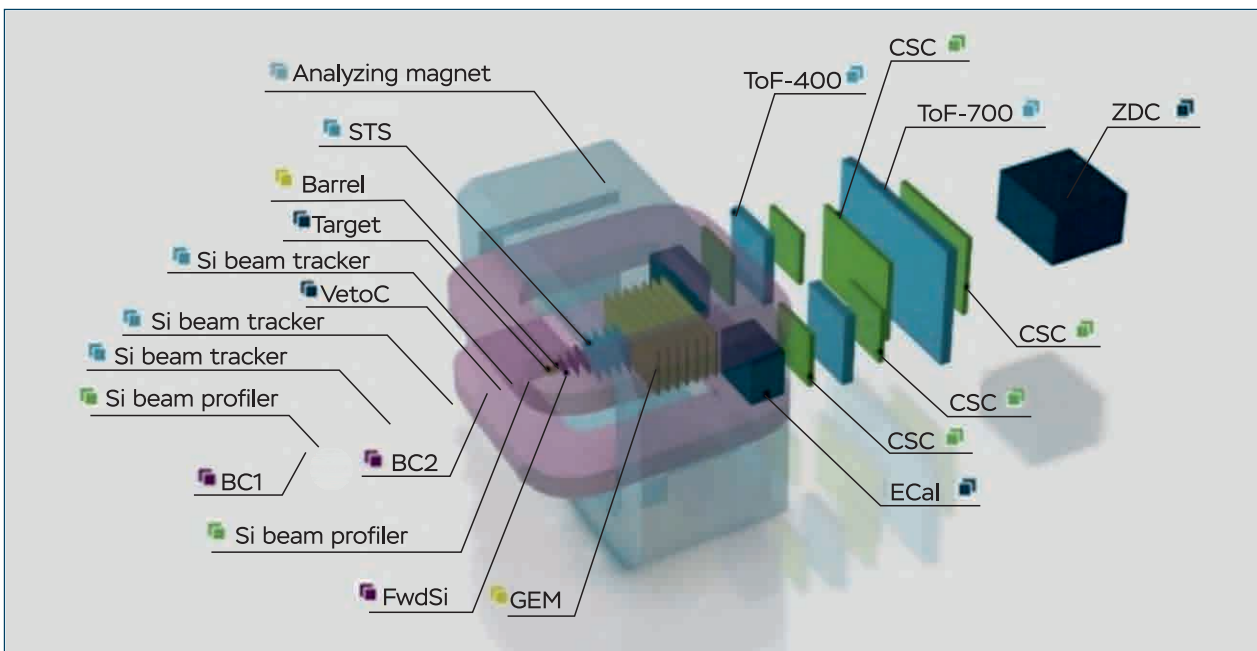 CSC
ToF-400
Analyzing magnet
ToF-700
ZDC
STS
Barrel
Target
Si beam tracker
VetoC
Si beam tracker
CSC
Si beam tracker
Si beam profiler
CSC
CSC
BC2
BC1
ECal
Si beam profiler
FwdSi
GEM